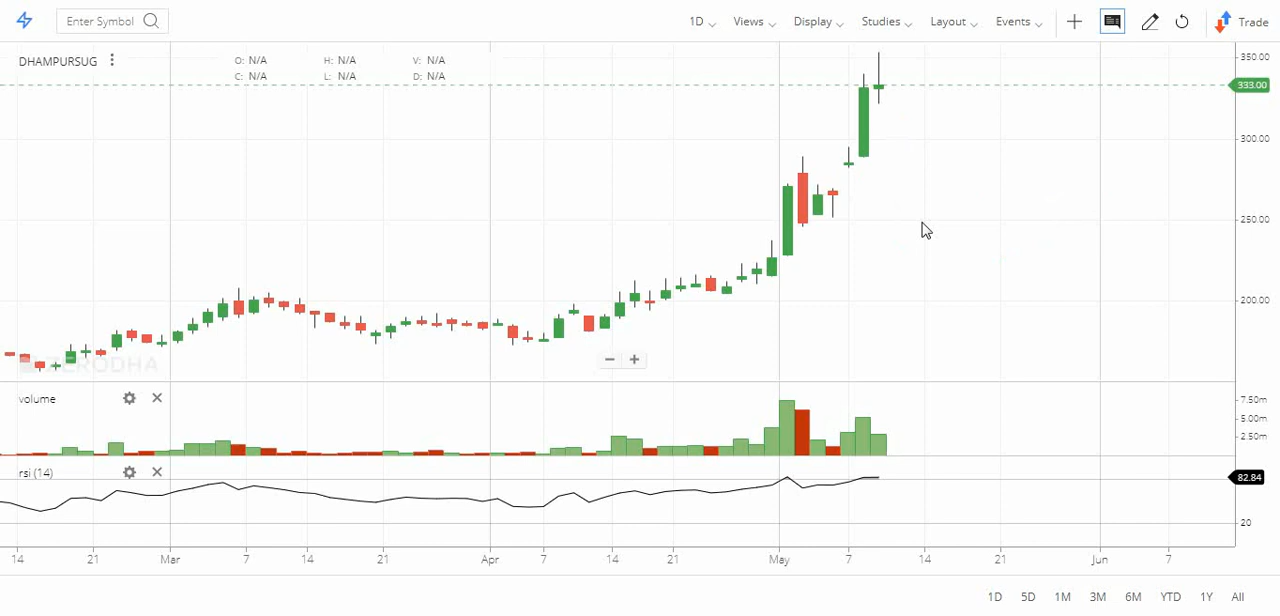 Enter Symbol 1D Views Display Studies Layout Events Trade
DHAMPURSUG O: N/A H: N/A V: N/A
C: N/A L: N/A D: N/A
350.00
333.00
300.00
250.00
200.00
ZERODHA
volume
7.50m
5.00m
2.50m
rsi (14)
82.84
20
14 21 Mar 7 14 21 Apr 7 14 21 May 7 14 21 Jun 7
1D 5D 1M 3M 6M YTD 1Y All